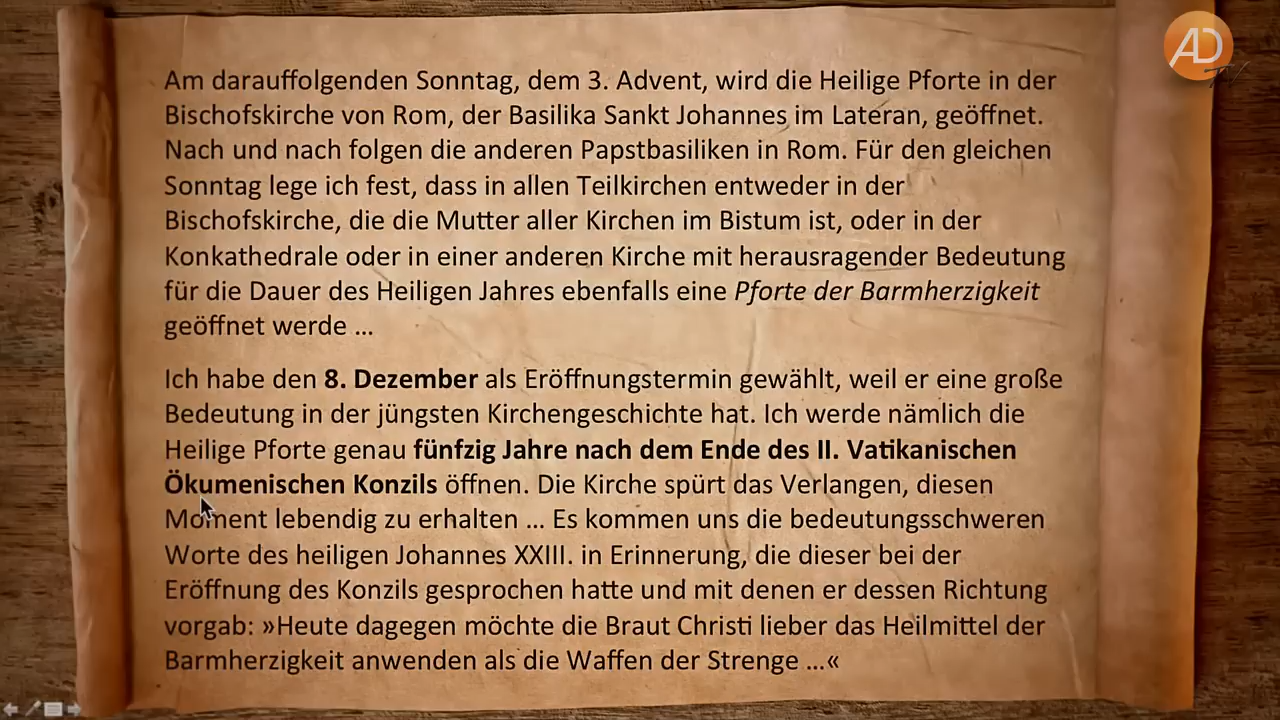 AD
TV
Am darauffolgenden Sonntag, dem 3. Advent, wird die Heilige Pforte in der
Bischofskirche von Rom, der Basilika Sankt Johannes im Lateran, geöffnet.
Nach und nach folgen die anderen Papstbasiliken in Rom. Für den gleichen
Sonntag lege ich fest, dass in allen Teilkirchen entweder in der
Bischofskirche, die die Mutter aller Kirchen im Bistum ist, oder in der
Konkathedrale oder in einer anderen Kirche mit herausragender Bedeutung
für die Dauer des Heiligen Jahres ebenfalls eine Pforte der Barmherzigkeit
geöffnet werde ...
Ich habe den 8. Dezember als Eröffnungstermin gewählt, weil er eine große
Bedeutung in der jüngsten Kirchengeschichte hat. Ich werde nämlich die
Heilige Pforte genau fünfzig Jahre nach dem Ende des II. Vatikanischen
Ökumenischen Konzils öffnen. Die Kirche spürt das Verlangen, diesen
Moment lebendig zu erhalten ... Es kommen uns die bedeutungsschweren
Worte des heiligen Johannes XXIII. in Erinnerung, die dieser bei der
Eröffnung des Konzils gesprochen hatte und mit denen er dessen Richtung
vorgab: »Heute dagegen möchte die Braut Christi lieber das Heilmittel der
Barmherzigkeit anwenden als die Waffen der Strenge ...«